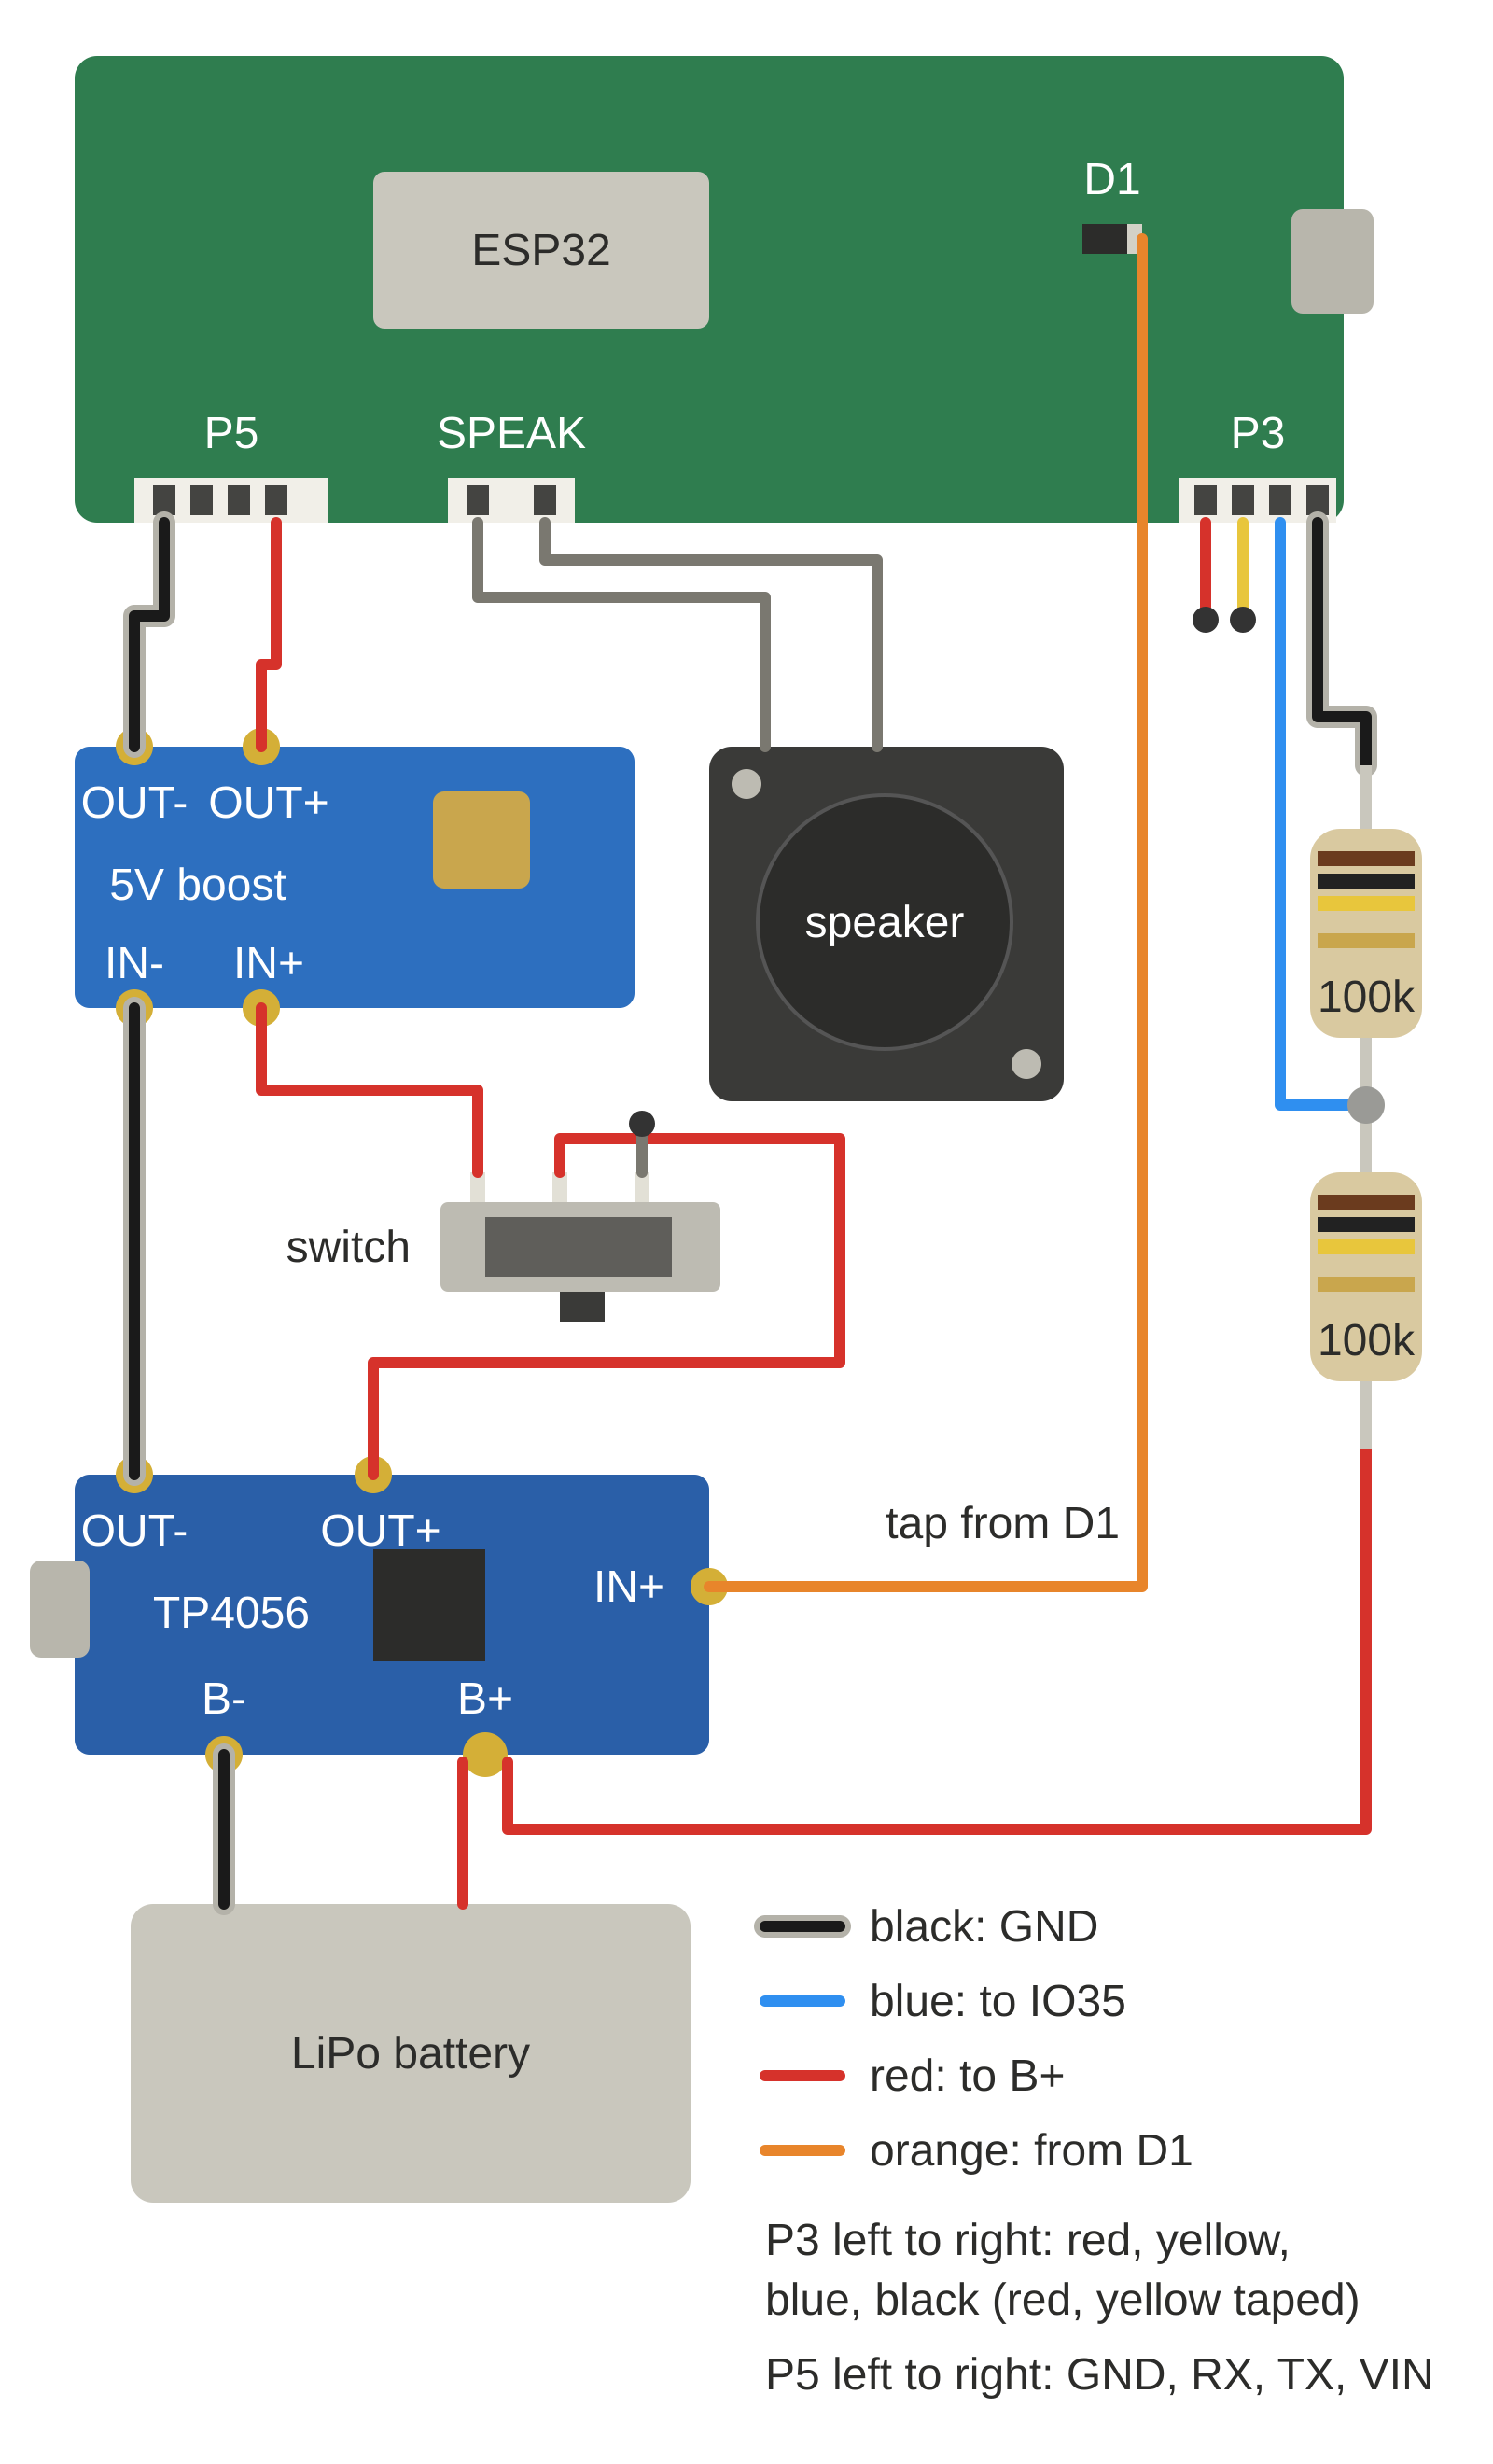 D1
ESP32
P5
SPEAK
P3
OUT- OUT+
5V boost
IN- IN+
speaker
100k
switch
100k
tap from D1
OUT- OUT+
IN+
TP4056
B- B+
black: GND
blue: to IO35
LiPo battery
red: to B+
orange: from D1
P3 left to right: red, yellow,
blue, black (red, yellow taped)
P5 left to right: GND, RX, TX, VIN